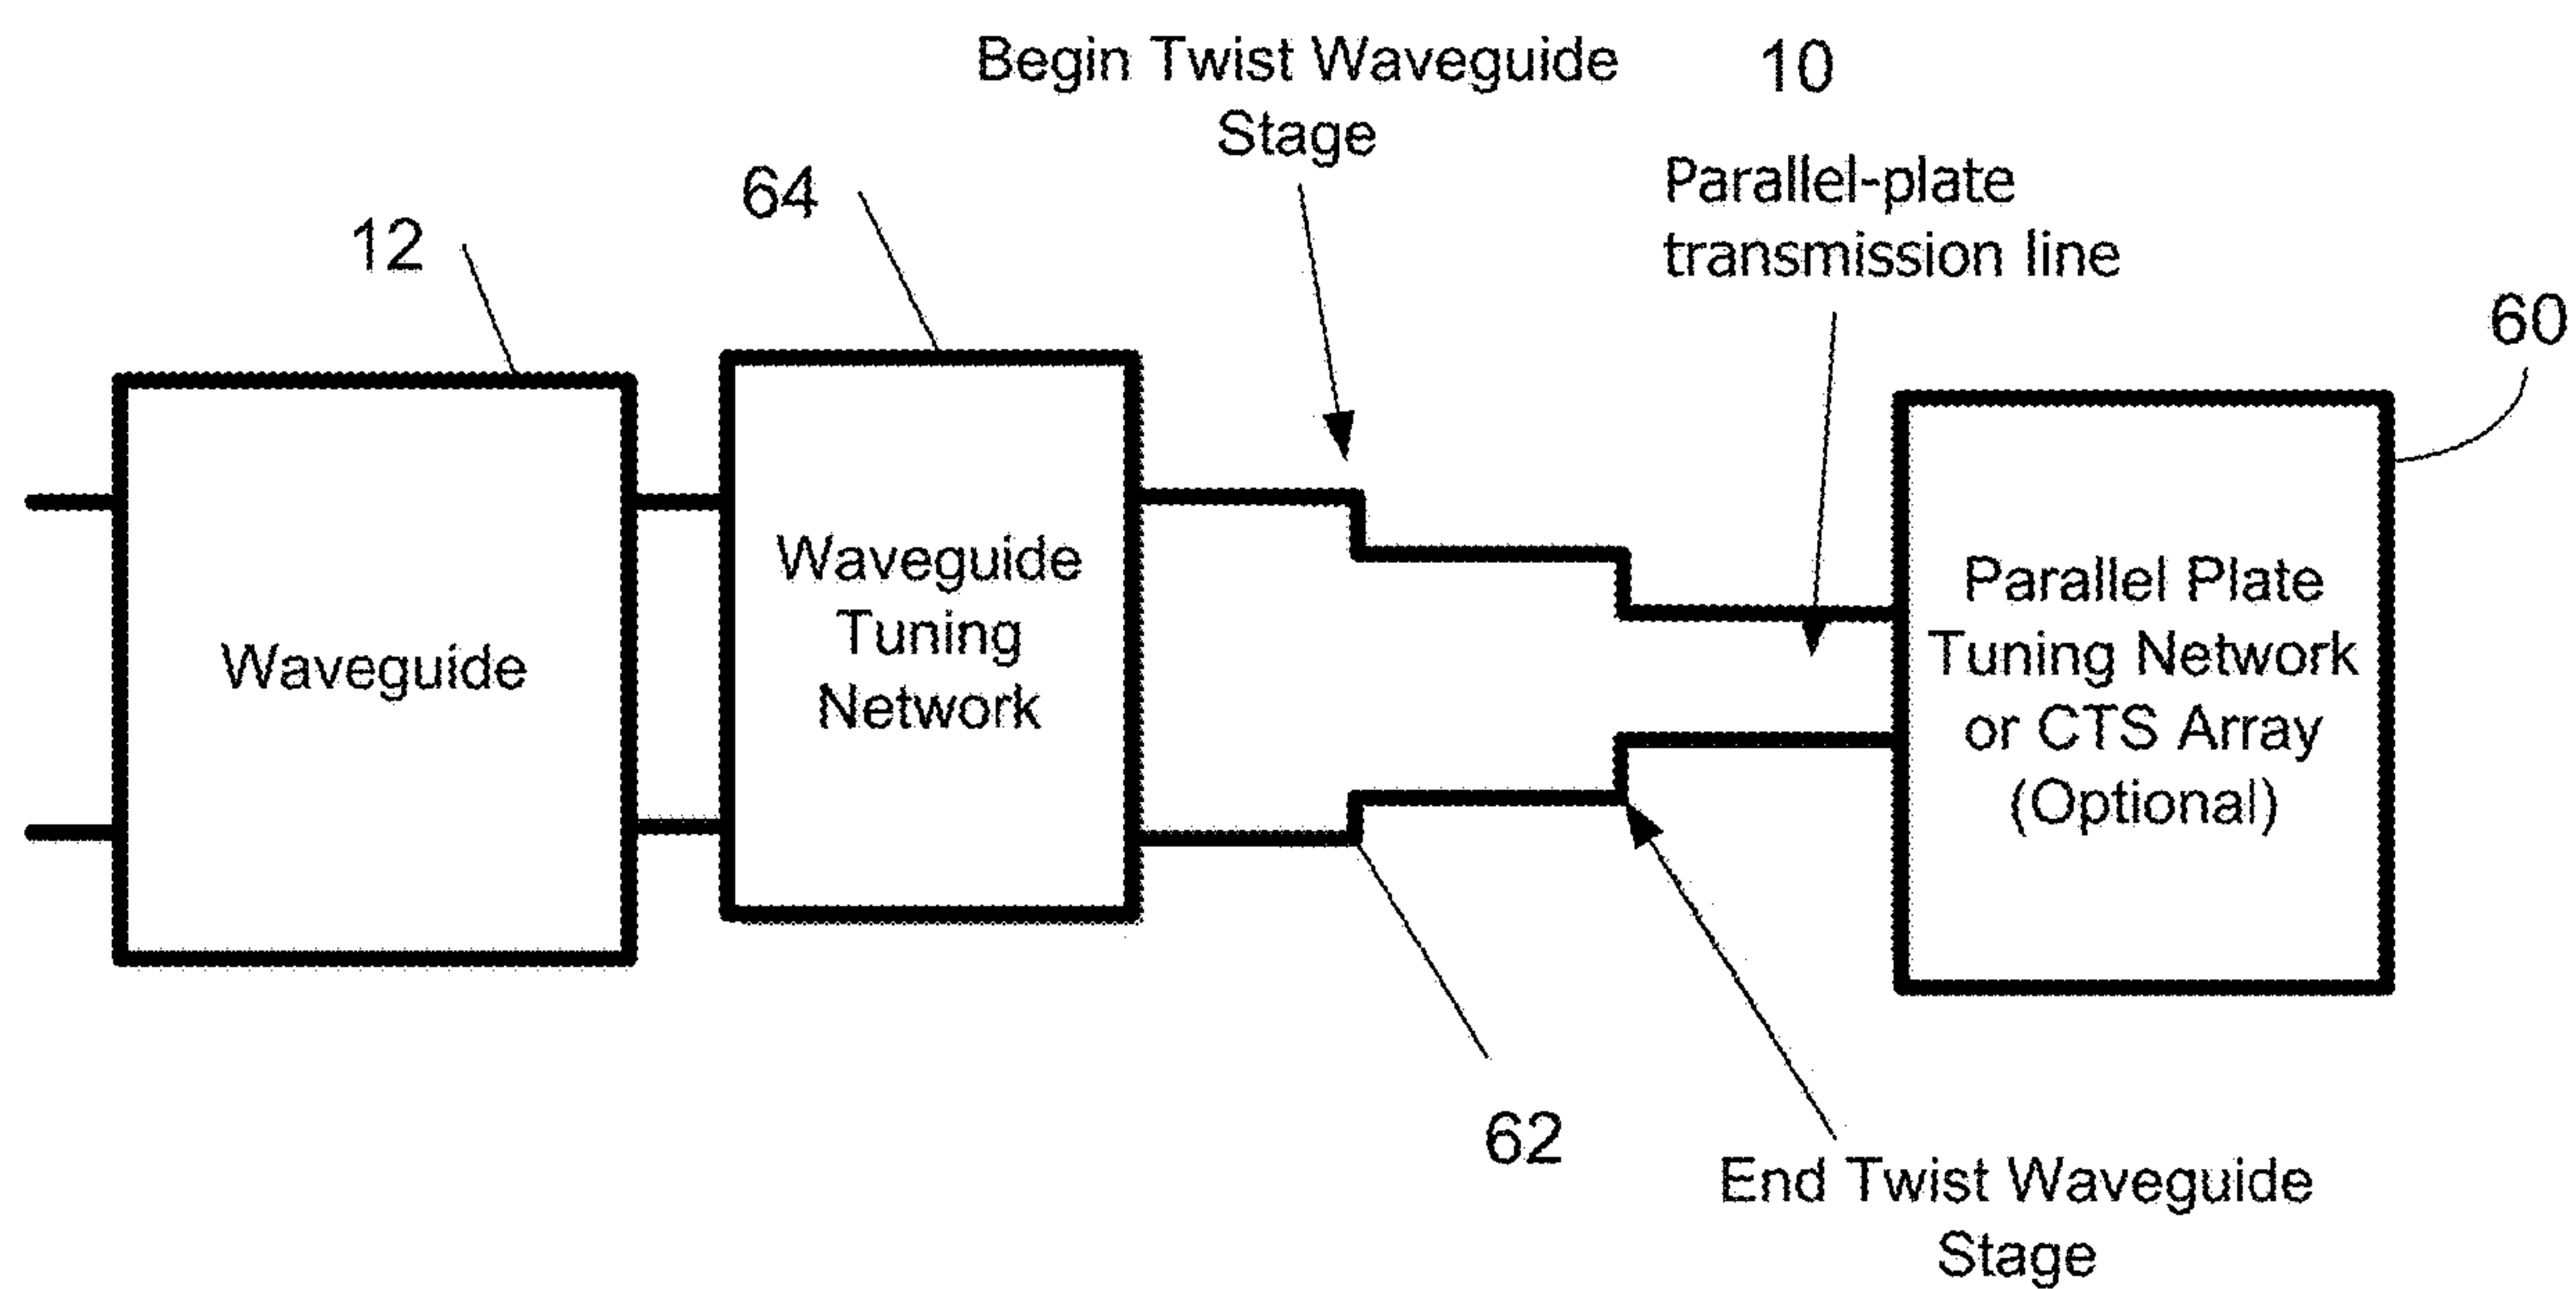 Begin Twist Waveguide
Stage
10
Parallel-plate
transmission line
64
12
60
Waveguide
Waveguide
Tuning
Network
Parallel Plate
Tuning Network
or CTS Array
(Optional)
62
End Twist Waveguide
Stage